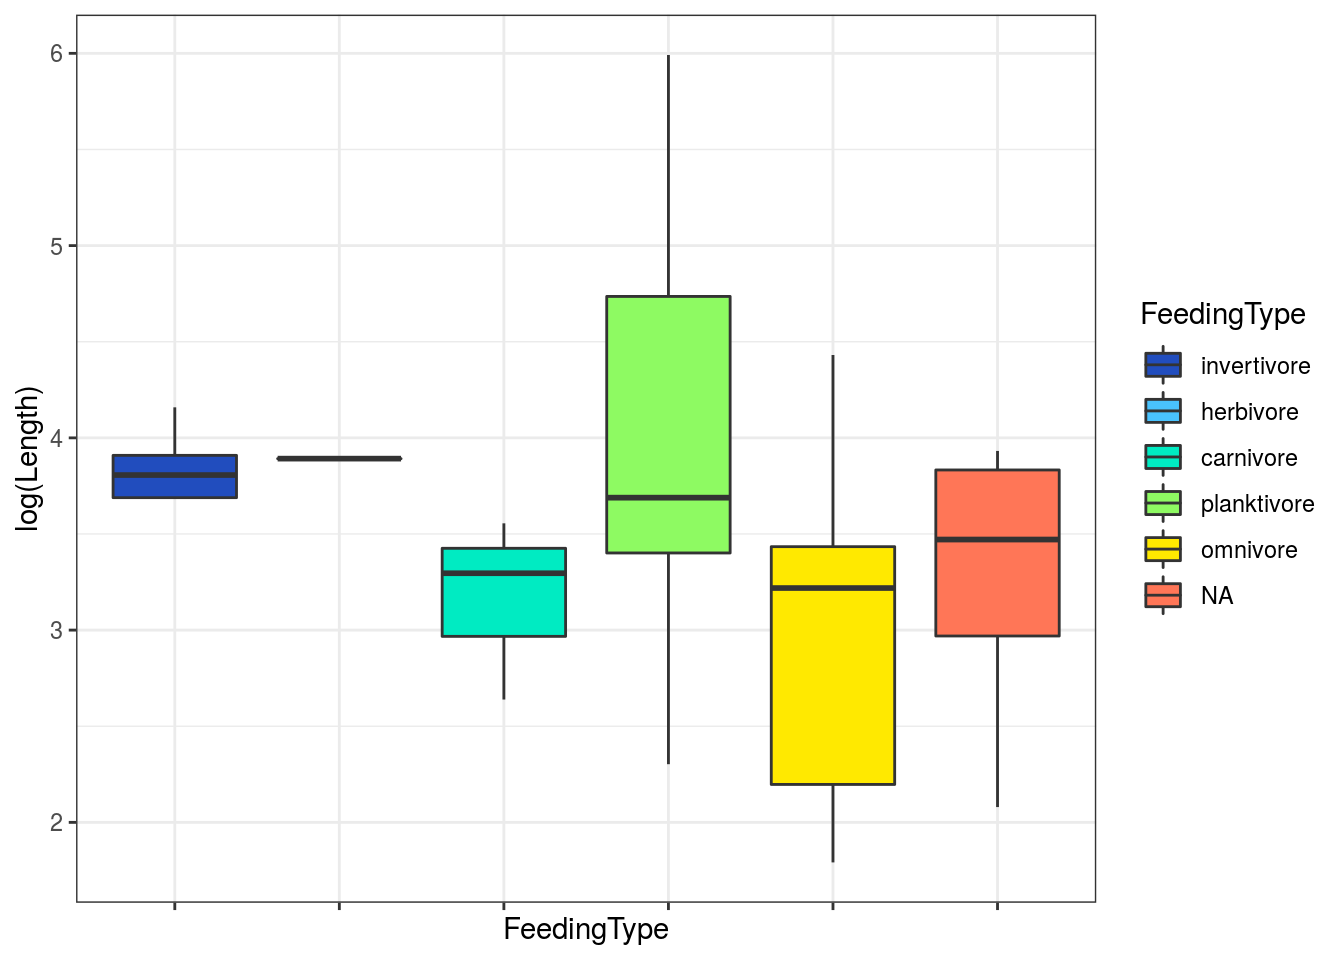 6
5
4
3
2
log(Length)
FeedingType
FeedingType
invertivore
herbivore
carnivore
planktivore
omnivore
NA